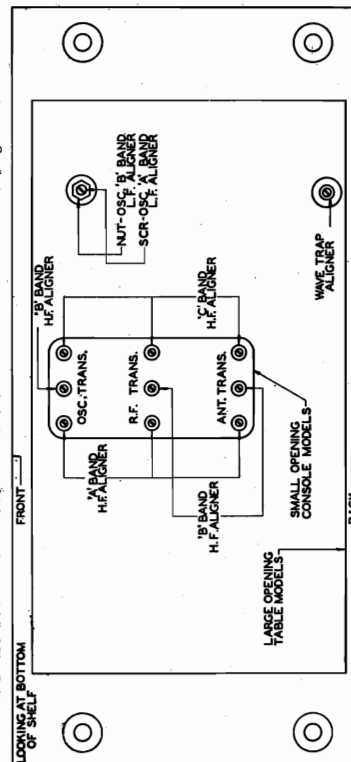 LOOKING AT BOTTOM
OF SHELF
FRONT
'B' BAND
H.F. ALIGNER
NUT-OSC. 'B' BAND
L.F. ALIGNER
SCR-OSC. 'A' BAND
L.F. ALIGNER
'A' BAND
H.F. ALIGNER
OSC. TRANS.
R.F. TRANS.
ANT. TRANS.
'C' BAND
H.F. ALIGNER
'B' BAND
H.F. ALIGNER
WAVE TRAP
ALIGNER
SMALL OPENING
CONSOLE MODELS
LARGE OPENING
TABLE MODELS